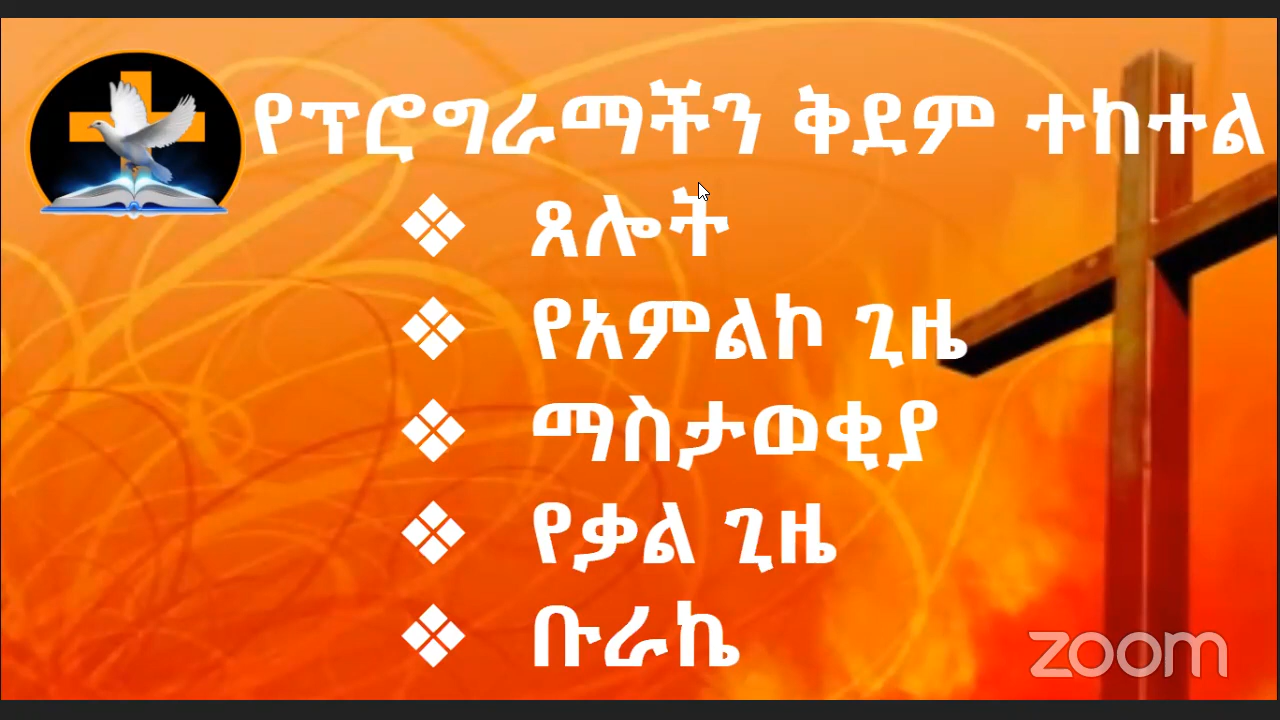 የፕሮግራማችን ቅደም ተከተል
❖ ጸሎት
❖ የአምልኮ ጊዜ
❖ ማስታወቂያ
❖ የቃል ጊዜ
❖ ቡራኬ
zoom